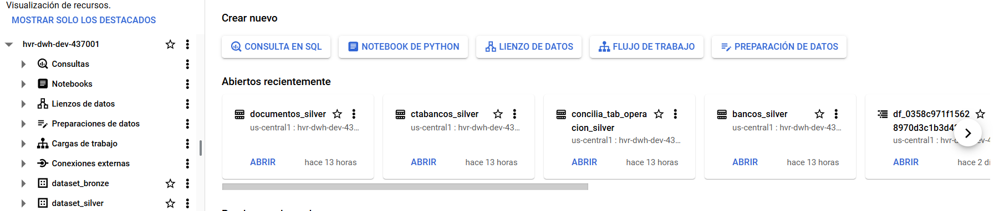 Visualización de recursos.
MOSTRAR SOLO LOS DESTACADOS
hvr-dwh-dev-437001
Consultas
Notebooks
Lienzos de datos
Preparaciones de datos
Cargas de trabajo
Conexiones externas
dataset_bronze
dataset_silver
Crear nuevo
CONSULTA EN SQL
NOTEBOOK DE PYTHON
LIENZO DE DATOS
FLUJO DE TRABAJO
PREPARACIÓN DE DATOS
Abiertos recientemente
documentos_silver
us-central1 : hvr-dwh-dev-43...
ABRIR
hace 13 horas
ctabancos_silver
us-central1 : hvr-dwh-dev-43...
ABRIR
hace 13 horas
concilia_tab_opera
cion_silver
us-central1 : hvr-dwh-dev-43...
ABRIR
hace 13 horas
bancos_silver
us-central1 : hvr-dwh-dev-43...
ABRIR
hace 13 horas
df_0358c971f1562
8970d3c1b3d4
us-central1 : hvr-
ABRIR
hace 2